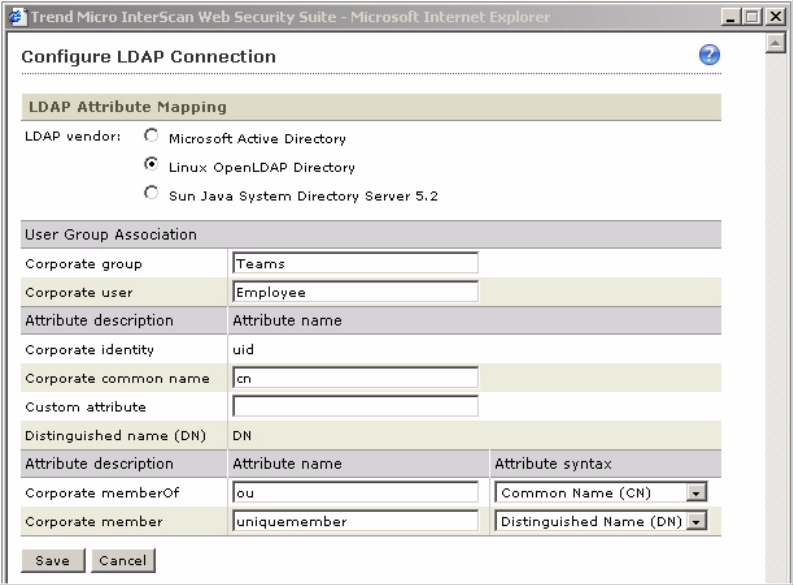 Trend Micro InterScan Web Security Suite - Microsoft Internet Explorer
Configure LDAP Connection
?
LDAP Attribute Mapping
LDAP vendor: Microsoft Active Directory
Linux OpenLDAP Directory
Sun Java System Directory Server 5.2
User Group Association
Corporate group Teams
Corporate user Employee
Attribute description Attribute name
Corporate identity uid
Corporate common name cn
Custom attribute
Distinguished name (DN) DN
Attribute description Attribute name Attribute syntax
Corporate memberOf ou Common Name (CN)
Corporate member uniquemember Distinguished Name (DN)
Save Cancel